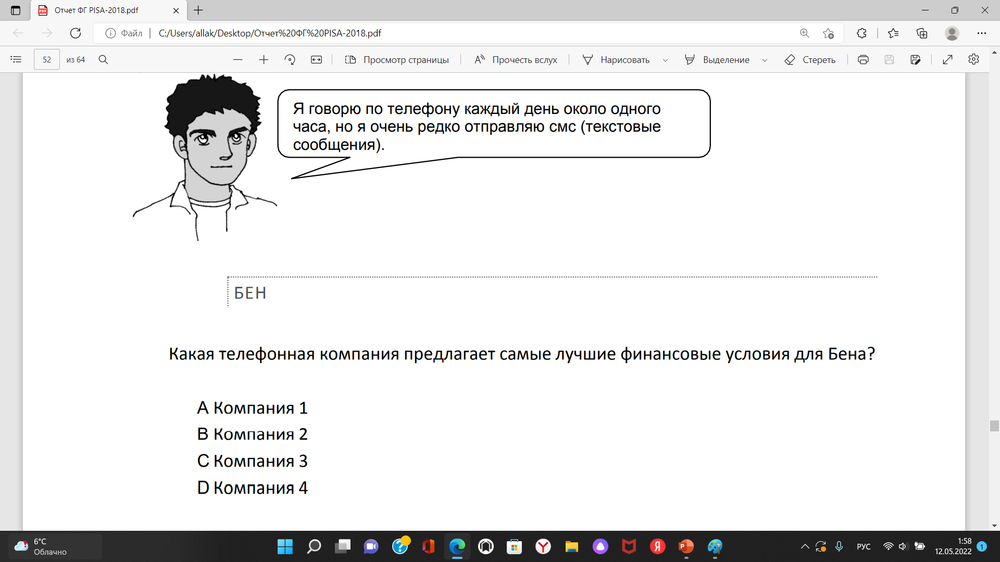 Отчет ФГ PISA-2018.pdf
Файл
C:/Users/allak/Desktop/Отчет%20ФГ%20PISA-2018.pdf
52 из 64
Просмотр страницы
Прочесть вслух
Нарисовать
Выделение
Стереть
Я говорю по телефону каждый день около одного
часа, но я очень редко отправляю смс (текстовые
сообщения).
БЕН
Какая телефонная компания предлагает самые лучшие финансовые условия для Бена?
A Компания 1
B Компания 2
C Компания 3
D Компания 4
6°C
Облачно
РУС
1:58
12.05.2022
1